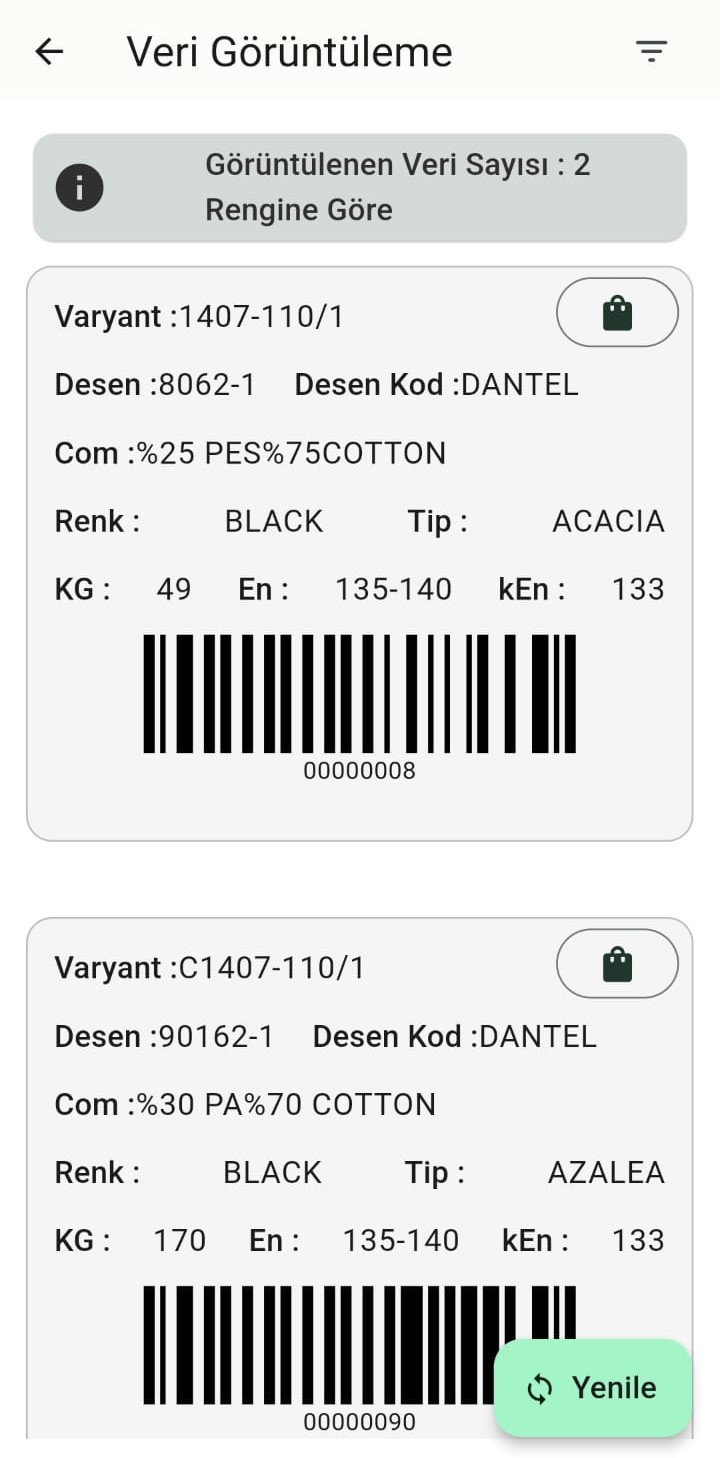 Veri Görüntüleme
Görüntülenen Veri Sayısı : 2
Rengine Göre
Varyant :1407-110/1
Desen :8062-1 Desen Kod :DANTEL
Com :%25 PES%75COTTON
Renk : BLACK Tip : ACACIA
KG : 49 En : 135-140 kEn : 133
00000008
Varyant :C1407-110/1
Desen :90162-1 Desen Kod :DANTEL
Com :%30 PA%70 COTTON
Renk : BLACK Tip : AZALEA
KG : 170 En : 135-140 kEn : 133
00000090
Yenile